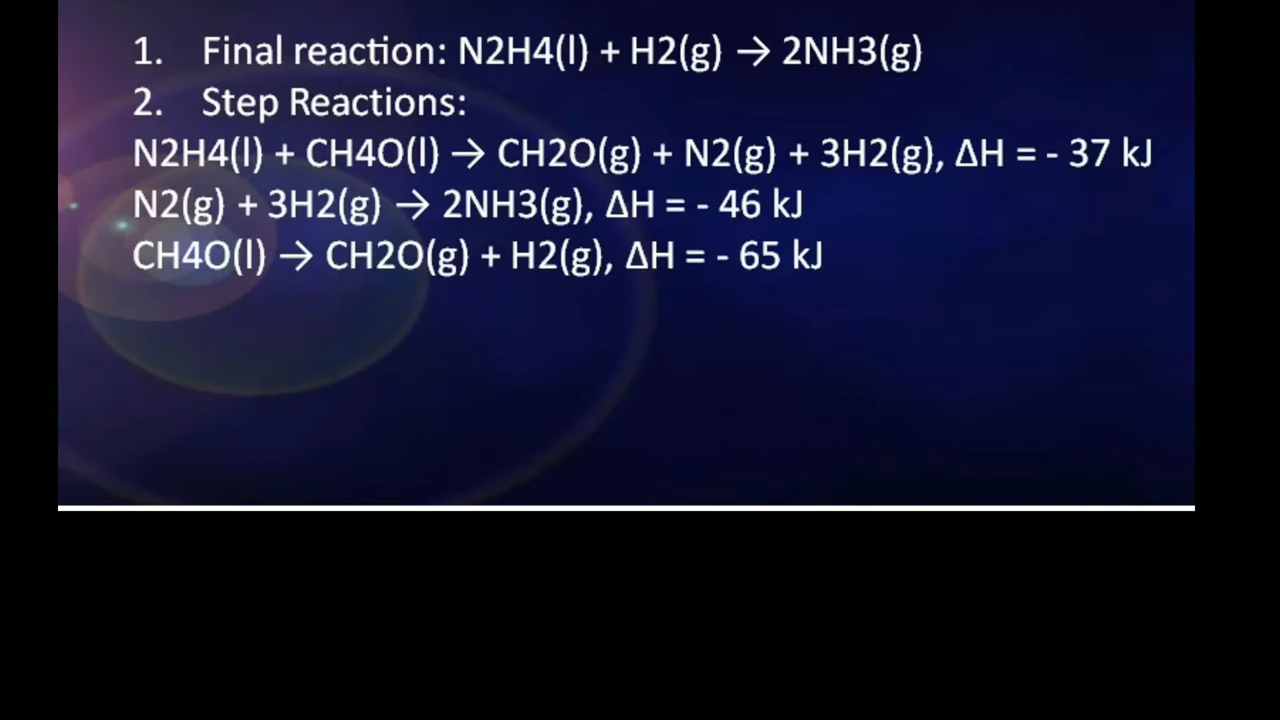 1. Final reaction: N2H4(l) + H2(g) → 2NH3(g)
2. Step Reactions:
N2H4(l) + CH4O(l) → CH2O(g) + N2(g) + 3H2(g), ΔH = - 37 kJ
N2(g) + 3H2(g) → 2NH3(g), ΔH = - 46 kJ
CH4O(l) → CH2O(g) + H2(g), ΔH = - 65 kJ